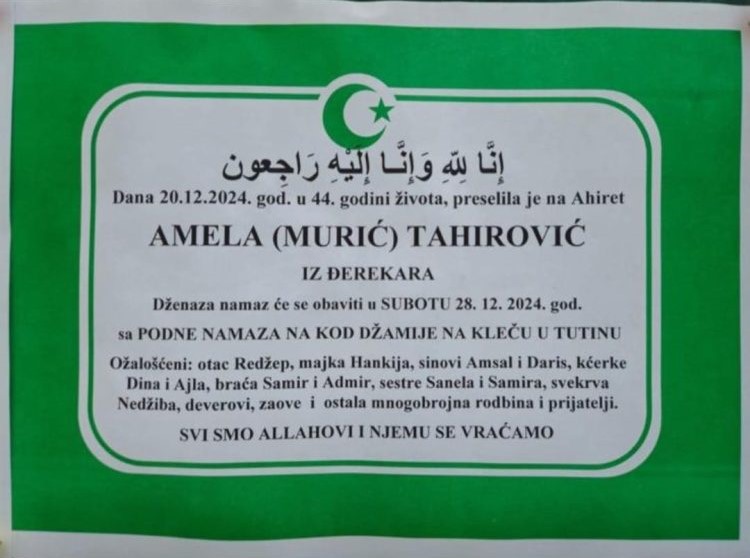 إِنَّا لِلَّٰهِ وَإِنَّا إِلَيْهِ رَاجِعون
Dana 20.12.2024. god. u 44. godini života, preselila je na Ahiret
AMELA (MURIĆ) TAHIROVIĆ
IZ ĐEREKARA
Dženaza namaz će se obaviti u SUBOTU 28. 12. 2024. god.
sa PODNE NAMAZA NA KOD DŽAMIJE NA KLEČU U TUTINU
Ožalošćeni: otac Redžep, majka Hankija, sinovi Amsal i Daris, kćerke
Dina i Ajla, braća Samir i Admir, sestre Sanela i Samira, svekrva
Nedžiba, deverovi, zaove i ostala mnogobrojna rodbina i prijatelji.
SVI SMO ALLAHOVI I NJEMU SE VRAĆAMO